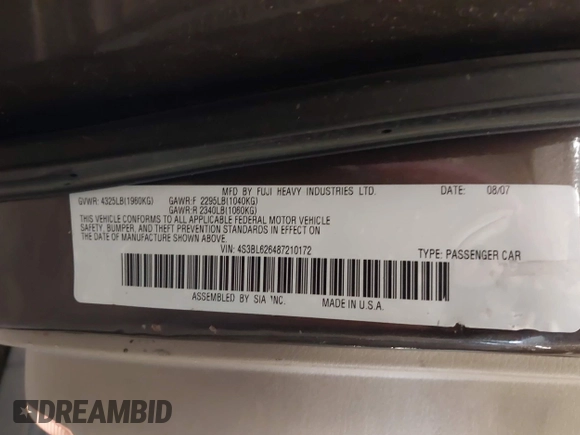 MFD BY FUJI HEAVY INDUSTRIES LTD. DATE: 08/07
GVWR: 4325LB(1960KG) GAWR:F 2295LB(1040KG)
GAWR:R 2340LB(1060KG)
THIS VEHICLE CONFORMS TO ALL APPLICABLE FEDERAL MOTOR VEHICLE
SAFETY, BUMPER, AND THEFT PREVENTION STANDARDS IN EFFECT ON
THE DATE OF MANUFACTURE SHOWN ABOVE.
VIN: 4S3BL626487210172 TYPE: PASSENGER CAR
ASSEMBLED BY SIA INC. MADE IN U.S.A.
DREAMBID